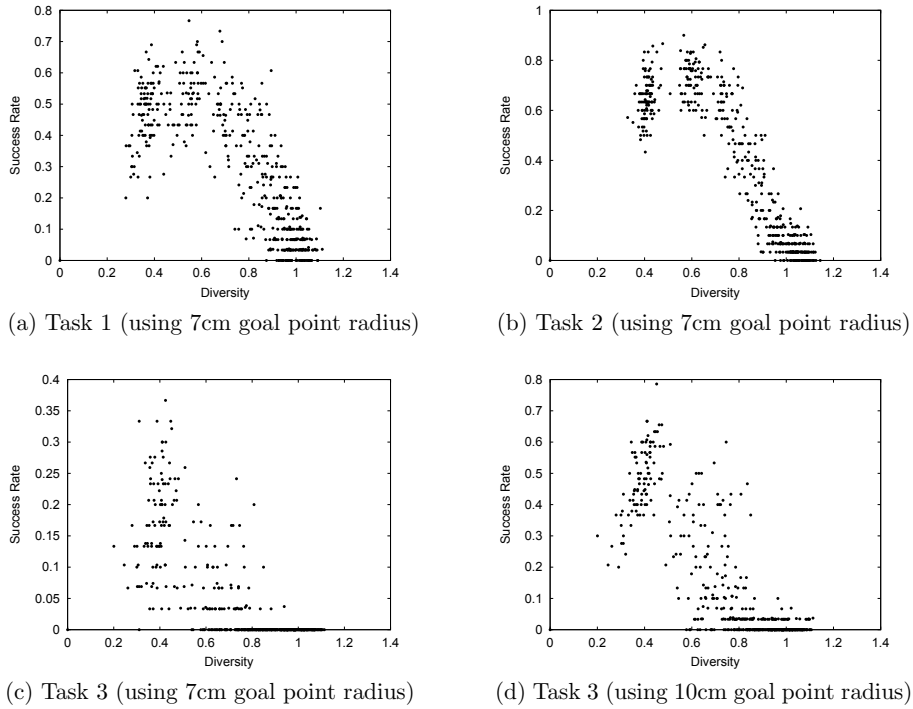 0.8
0.7
0.6
0.5
0.4
0.3
0.2
0.1
0
Success Rate
0 0.2 0.4 0.6 0.8 1 1.2 1.4
Diversity
(a) Task 1 (using 7cm goal point radius)
1
0.8
0.6
0.4
0.2
0
Success Rate
0 0.2 0.4 0.6 0.8 1 1.2 1.4
Diversity
(b) Task 2 (using 7cm goal point radius)
0.4
0.35
0.3
0.25
0.2
0.15
0.1
0.05
0
Success Rate
0 0.2 0.4 0.6 0.8 1 1.2 1.4
Diversity
(c) Task 3 (using 7cm goal point radius)
0.8
0.7
0.6
0.5
0.4
0.3
0.2
0.1
0
Success Rate
0 0.2 0.4 0.6 0.8 1 1.2 1.4
Diversity
(d) Task 3 (using 10cm goal point radius)